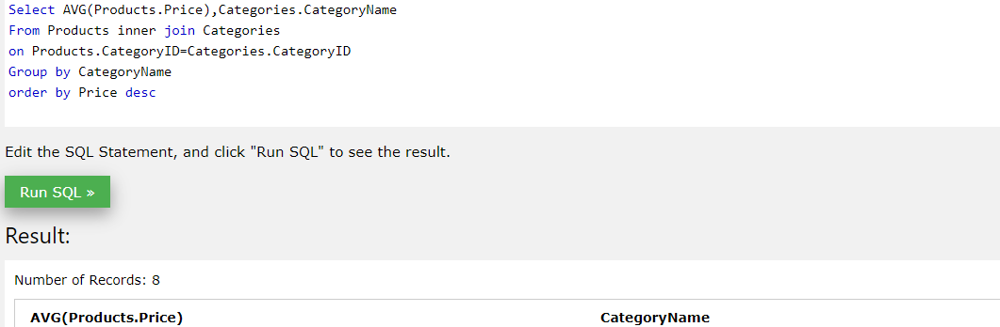 Select AVG(Products.Price),Categories.CategoryName
From Products inner join Categories
on Products.CategoryID=Categories.CategoryID
Group by CategoryName
order by Price desc
Edit the SQL Statement, and click "Run SQL" to see the result.
Run SQL »
Result:
Number of Records: 8
AVG(Products.Price) CategoryName